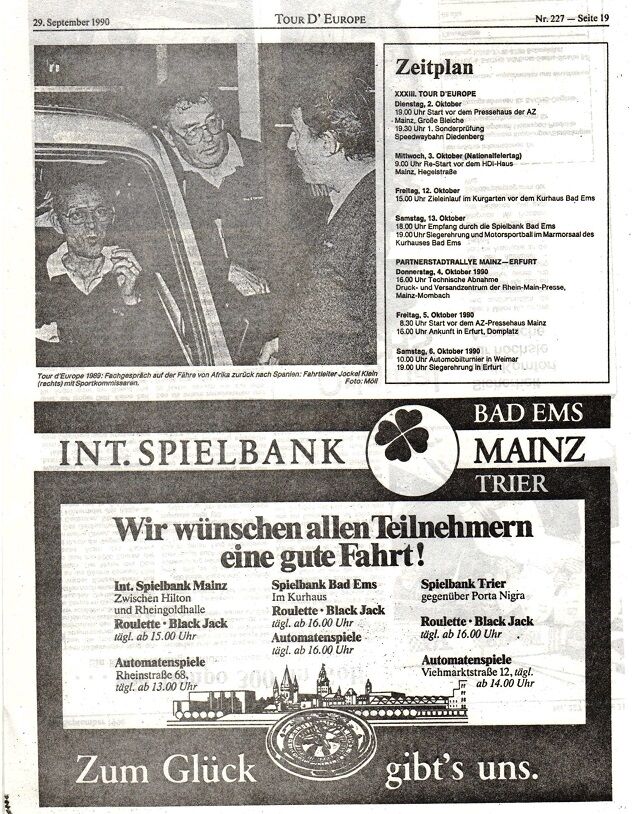 29. September 1990
TOUR D' EUROPE
Nr. 227 — Seite 19
Tour d'Europe 1989: Fachgespräch auf der Fähre von Afrika zurück nach Spanien: Fahrtleiter Jockel Klein
(rechts) mit Sportkommissaren.
Foto: Möll
Zeitplan
XXXIII. TOUR D'EUROPE
Dienstag, 2. Oktober
19.00 Uhr Start vor dem Pressehaus der AZ
Mainz, Große Bleiche
19.30 Uhr 1. Sonderprüfung
Speedwaybahn Diedenberg
Mittwoch, 3. Oktober (Nationalfeiertag)
9.00 Uhr Re-Start vor dem HDI-Haus
Mainz, Hegelstraße
Freitag, 12. Oktober
15.00 Uhr Zieleinlauf im Kurgarten vor dem Kurhaus Bad Ems
Samstag, 13. Oktober
18.00 Uhr Empfang durch die Spielbank Bad Ems
19.00 Uhr Siegerehrung und Motorsportball im Marmorsaal des
Kurhauses Bad Ems
PARTNERSTADTRALLYE MAINZ—ERFURT
Donnerstag, 4. Oktober 1990
16.00 Uhr Technische Abnahme
Druck- und Versandzentrum der Rhein-Main-Presse,
Mainz-Mombach
Freitag, 5. Oktober 1990
8.30 Uhr Start vor dem AZ-Pressehaus Mainz
16.00 Uhr Ankunft in Erfurt, Domplatz
Samstag, 6. Oktober 1990
10.00 Uhr Automobilturnier in Weimar
19.00 Uhr Siegerehrung in Erfurt
INT. SPIELBANK
BAD EMS
MAINZ
TRIER
Wir wünschen allen Teilnehmern
eine gute Fahrt!
Int. Spielbank Mainz
Zwischen Hilton
und Rheingoldhalle
Roulette · Black Jack
tägl. ab 15.00 Uhr
Automatenspiele
Rheinstraße 68,
tägl. ab 13.00 Uhr
Spielbank Bad Ems
Im Kurhaus
Roulette · Black Jack
tägl. ab 16.00 Uhr
Automatenspiele
tägl. ab 16.00 Uhr
Spielbank Trier
gegenüber Porta Nigra
Roulette · Black Jack
tägl. ab 16.00 Uhr
Automatenspiele
Viehmarktstraße 12, tägl.
ab 14.00 Uhr
Zum Glück gibt's uns.